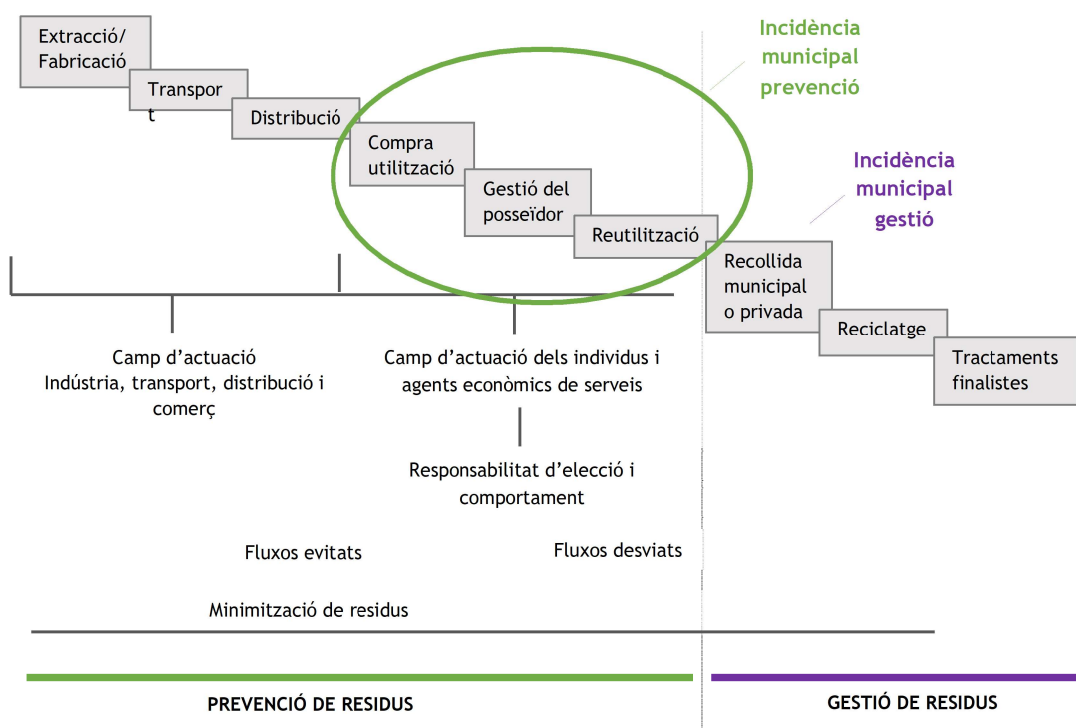 Extracció/
Fabricació
Transpor
t
Distribució
Compra
utilització
Gestió del
posseïdor
Reutilització
Incidència
municipal
prevenció
Incidència
municipal
gestió
Recollida
municipal
o privada
Reciclatge
Tractaments
finalistes
Camp d’actuació
Indústria, transport, distribució i
comerç
Camp d’actuació dels individus i
agents econòmics de serveis
Responsabilitat d’elecció i
comportament
Fluxos evitats
Fluxos desviats
Minimització de residus
PREVENCIÓ DE RESIDUS
GESTIÓ DE RESIDUS